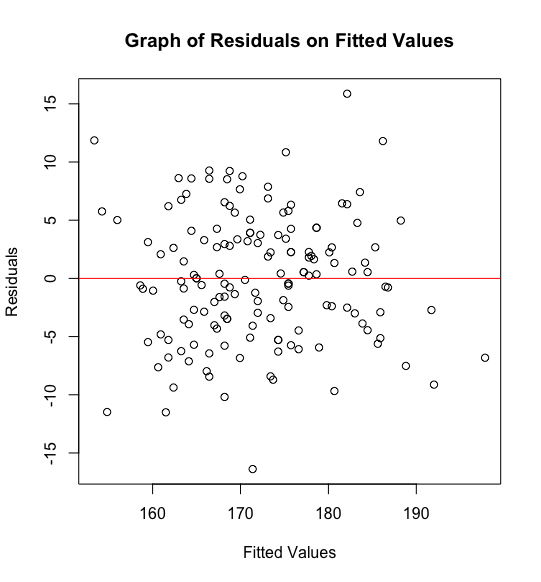 Graph of Residuals on Fitted Values
15
10
5
0
-5
-10
-15
Residuals
160 170 180 190
Fitted Values